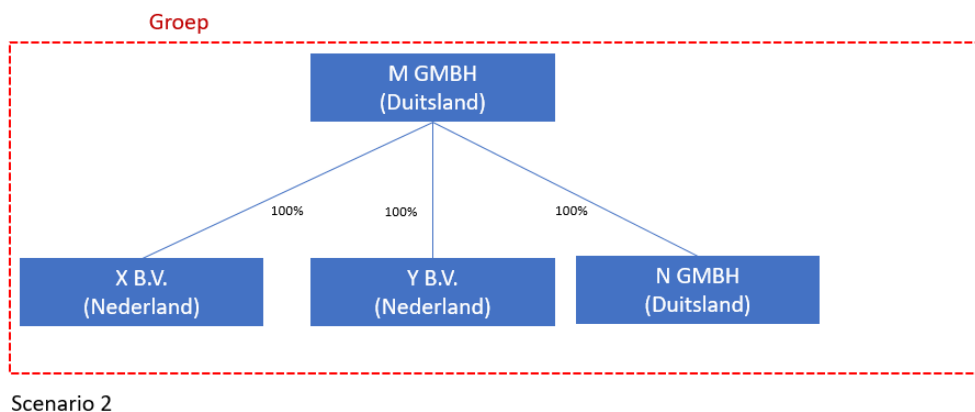 Groep
M GMBH
(Duitsland)
100%
100%
100%
X B.V.
(Nederland)
Y B.V.
(Nederland)
N GMBH
(Duitsland)
Scenario 2